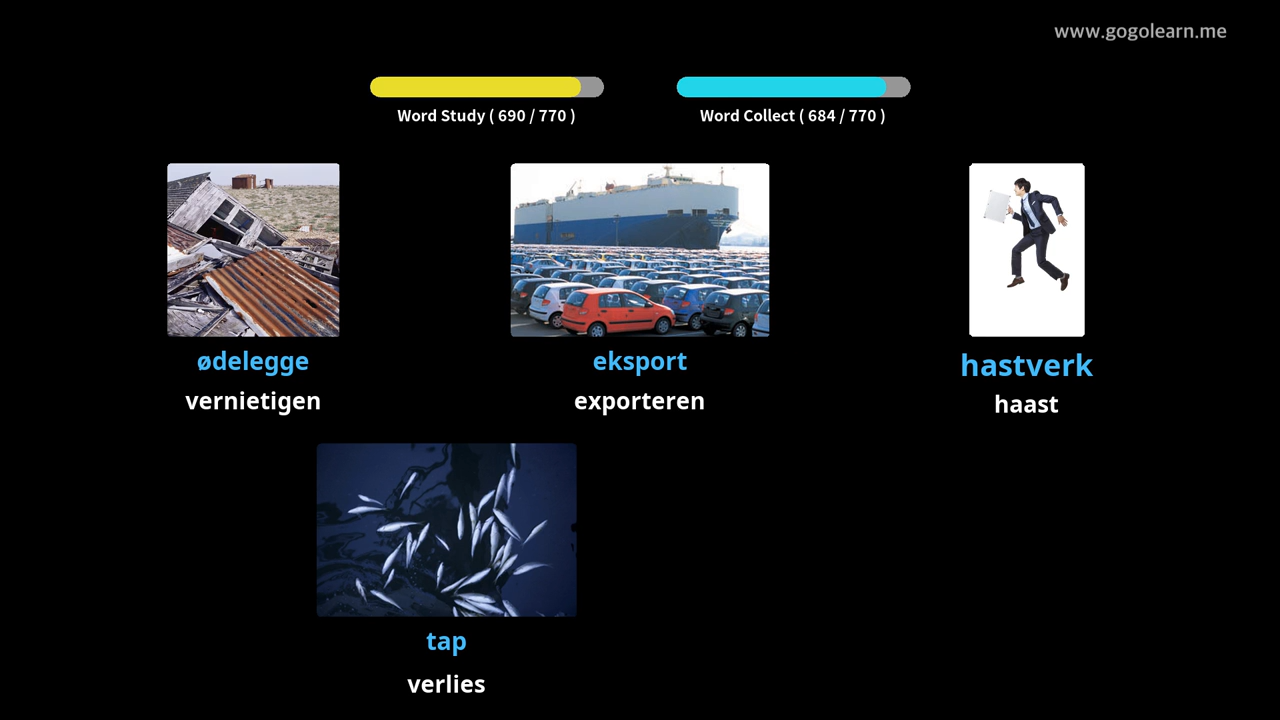 www.gogolearn.me
Word Study ( 690 / 770 )
Word Collect ( 684 / 770 )
ødelegge
vernietigen
eksport
exporteren
hastverk
haast
tap
verlies